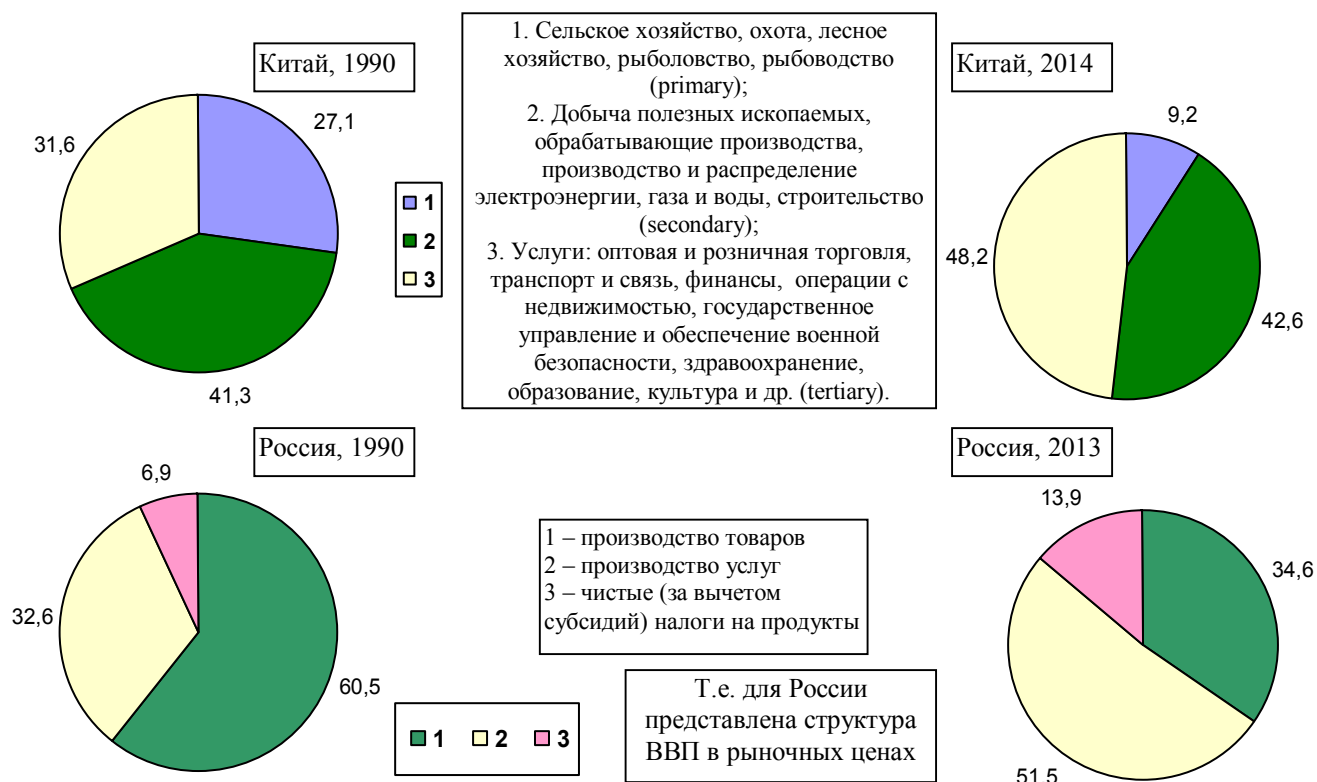 Китай, 1990
27,1
31,6
41,3
1
2
3
1. Сельское хозяйство, охота, лесное
хозяйство, рыболовство, рыбоводство
(primary);
2. Добыча полезных ископаемых,
обрабатывающие производства,
производство и распределение
электроэнергии, газа и воды, строительство
(secondary);
3. Услуги: оптовая и розничная торговля,
транспорт и связь, финансы, операции с
недвижимостью, государственное
управление и обеспечение военной
безопасности, здравоохранение,
образование, культура и др. (tertiary).
Китай, 2014
9,2
48,2
42,6
Россия, 1990
6,9
32,6
60,5
1 2 3
1 – производство товаров
2 – производство услуг
3 – чистые (за вычетом
субсидий) налоги на продукты
Т.е. для России
представлена структура
ВВП в рыночных ценах
Россия, 2013
13,9
34,6
51,5